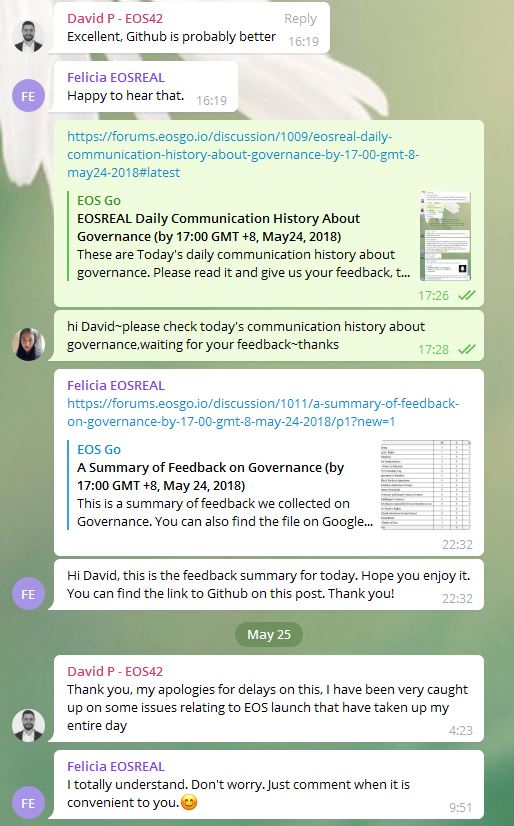 David P - EOS42 Reply
Excellent, Github is probably better 16:19
Felicia EOSREAL
FE Happy to hear that. 16:19
https://forums.eosgo.io/discussion/1009/eosreal-daily-
communication-history-about-governance-by-17-00-gmt-8-
may24-2018#latest
EOS Go
EOSREAL Daily Communication History About
Governance (by 17:00 GMT +8, May24, 2018)
These are Today's daily communication history about
governance. Please read it and give us your feedback, t...
17:26
hi David~please check today's communication history about
governance,waiting for your feedback~thanks
17:28
Felicia EOSREAL
https://forums.eosgo.io/discussion/1011/a-summary-of-feedback-
on-governance-by-17-00-gmt-8-may-24-2018/p1?new=1
EOS Go
A Summary of Feedback on Governance (by
17:00 GMT +8, May 24, 2018)
This is a summary of feedback we collected on
Governance. You can also find the file on Google...
22:32
Hi David, this is the feedback summary for today. Hope you enjoy it.
FE You can find the link to Github on this post. Thank you! 22:32
May 25
David P - EOS42
Thank you, my apologies for delays on this, I have been very caught
up on some issues relating to EOS launch that have taken up my
entire day 4:23
Felicia EOSREAL
I totally understand. Don't worry. Just comment when it is
FE convenient to you.😊 9:51